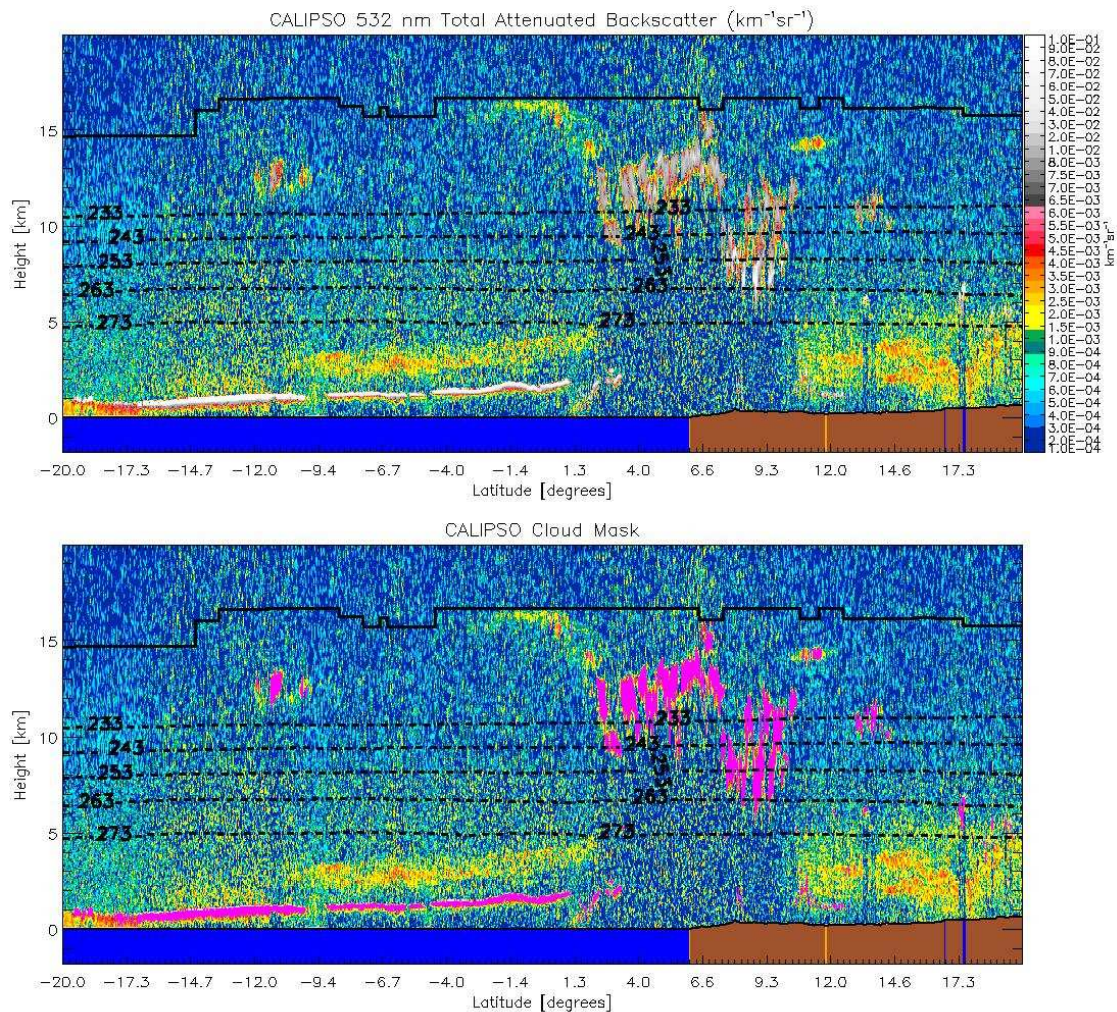 CALIPSO 532 nm Total Attenuated Backscatter (km⁻¹sr⁻¹)
Height [km]
15
10
5
0
233
243
253
263
273
233
243
253
263
273
-20.0 -17.3 -14.7 -12.0 -9.4 -6.7 -4.0 -1.4 1.3 4.0 6.6 9.3 12.0 14.6 17.3
Latitude [degrees]
1.0E-01
9.0E-02
8.0E-02
7.0E-02
6.0E-02
5.0E-02
4.0E-02
3.0E-02
2.0E-02
1.0E-02
9.0E-03
8.0E-03
7.5E-03
7.0E-03
6.5E-03
6.0E-03
5.5E-03
5.0E-03
4.5E-03
4.0E-03
3.5E-03
3.0E-03
2.5E-03
2.0E-03
1.5E-03
1.0E-03
9.0E-04
8.0E-04
7.0E-04
6.0E-04
5.0E-04
4.0E-04
3.0E-04
2.0E-04
1.0E-04
km⁻¹sr⁻¹
CALIPSO Cloud Mask
Height [km]
15
10
5
0
233
243
253
263
273
233
243
253
263
273
-20.0 -17.3 -14.7 -12.0 -9.4 -6.7 -4.0 -1.4 1.3 4.0 6.6 9.3 12.0 14.6 17.3
Latitude [degrees]